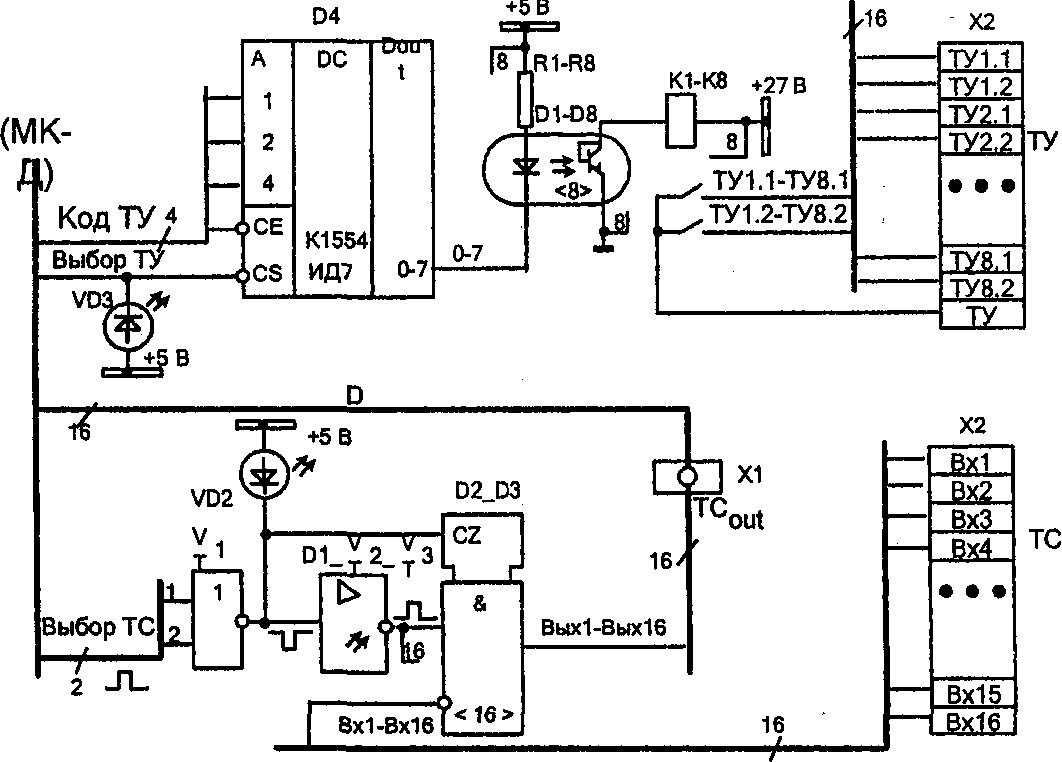 D4
+5 В
16
X2
A
DC
Dou
t
8
R1-R8
K1-K8
+27 В
ТУ1.1
ТУ1.2
ТУ2.1
ТУ2.2
ТУ
1
2
4
D1-D8
8
<8>
(МК-
Д)
Код ТУ
4
CE
К1554
ИД7
8
ТУ1.1-ТУ8.1
ТУ1.2-ТУ8.2
Выбор ТУ
CS
0-7
0-7
ТУ8.1
ТУ8.2
ТУ
VD3
+5 В
D
16
+5 В
VD2
D2_D3
X1
TC out
X2
Вх1
Вх2
Вх3
Вх4
ТС
V
1
D1_
V
2_
V
3
CZ
16
1
1
&
Выбор ТС
2
2
16
Вых1-Вых16
Вх1-Вх16
< 16 >
16
Вх15
Вх16